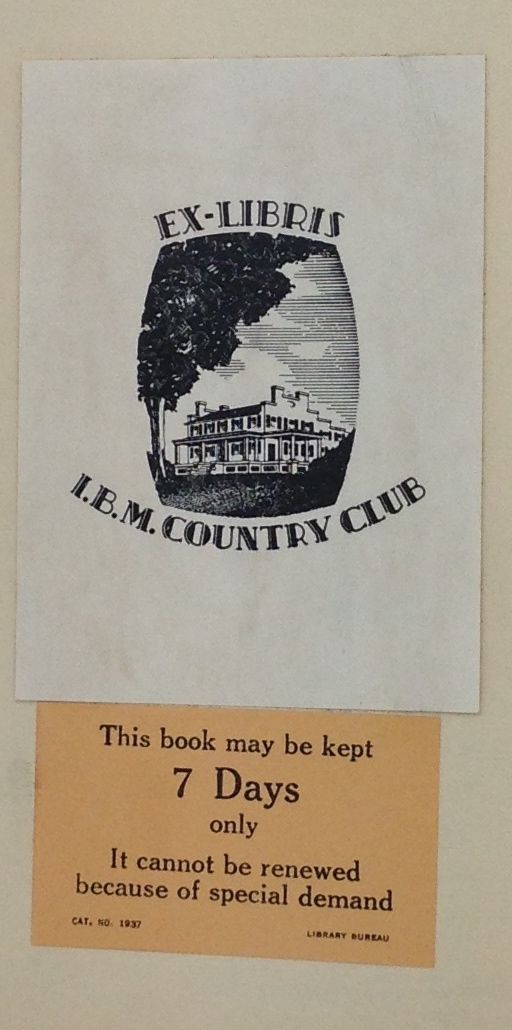 EX-LIBRIS
I.B.M. COUNTRY CLUB
This book may be kept
7 Days
only
It cannot be renewed
because of special demand
CAT. NO. 1937
LIBRARY BUREAU